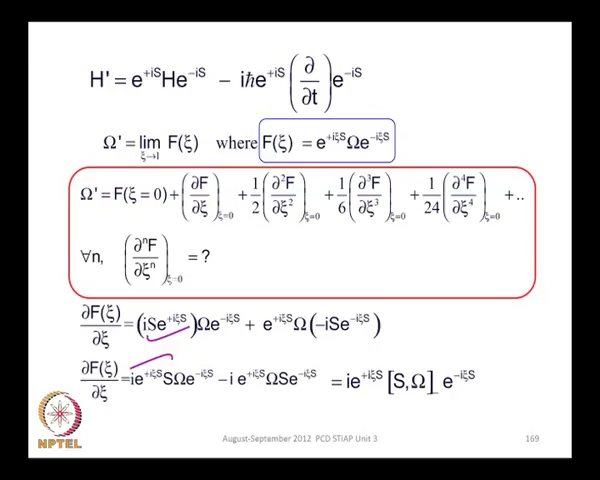 H' = e⁺ⁱˢHe⁻ⁱˢ − iℏe⁺ⁱˢ(∂/∂t)e⁻ⁱˢ
Ω' = lim_{ξ→1} F(ξ) where F(ξ) = e^{+iξS}Ωe^{−iξS}
Ω' = F(ξ = 0) + (∂F/∂ξ)_{ξ=0} + 1/2 (∂²F/∂ξ²)_{ξ=0} + 1/6 (∂³F/∂ξ³)_{ξ=0} + 1/24 (∂⁴F/∂ξ⁴)_{ξ=0} + ..
∀n, (∂ⁿF/∂ξⁿ)_{ξ=0} = ?
∂F(ξ)/∂ξ = (iSe^{+iξS})Ωe^{−iξS} + e^{+iξS}Ω(−iSe^{−iξS})
∂F(ξ)/∂ξ = ie^{+iξS}SΩe^{−iξS} − i e^{+iξS}ΩSe^{−iξS} = ie^{+iξS}[S,Ω]_ e^{−iξS}
NPTEL
August-September 2012 PCD STiAP Unit 3
169